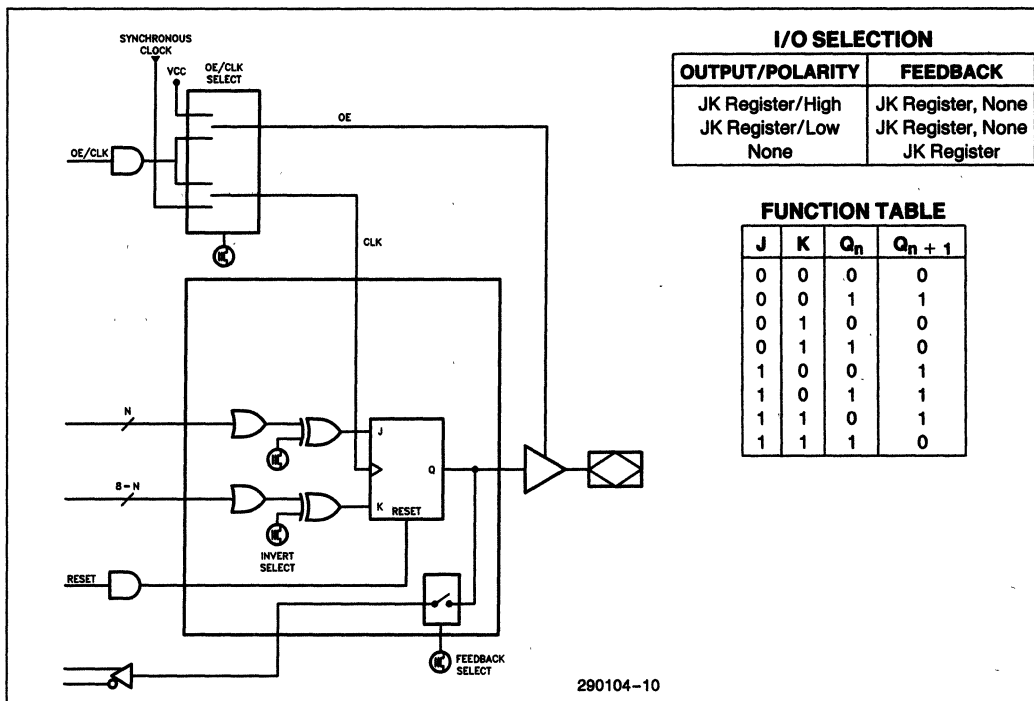 SYNCHRONOUS
CLOCK
VCC
OE/CLK
SELECT
OE
OE/CLK
CLK
N
J
Q
8-N
K
RESET
INVERT
SELECT
RESET
FEEDBACK
SELECT
290104-10
I/O SELECTION
OUTPUT/POLARITY FEEDBACK
JK Register/High JK Register, None
JK Register/Low JK Register, None
None JK Register
FUNCTION TABLE
J K Qn Qn + 1
0 0 0 0
0 0 1 1
0 1 0 0
0 1 1 0
1 0 0 1
1 0 1 1
1 1 0 1
1 1 1 0